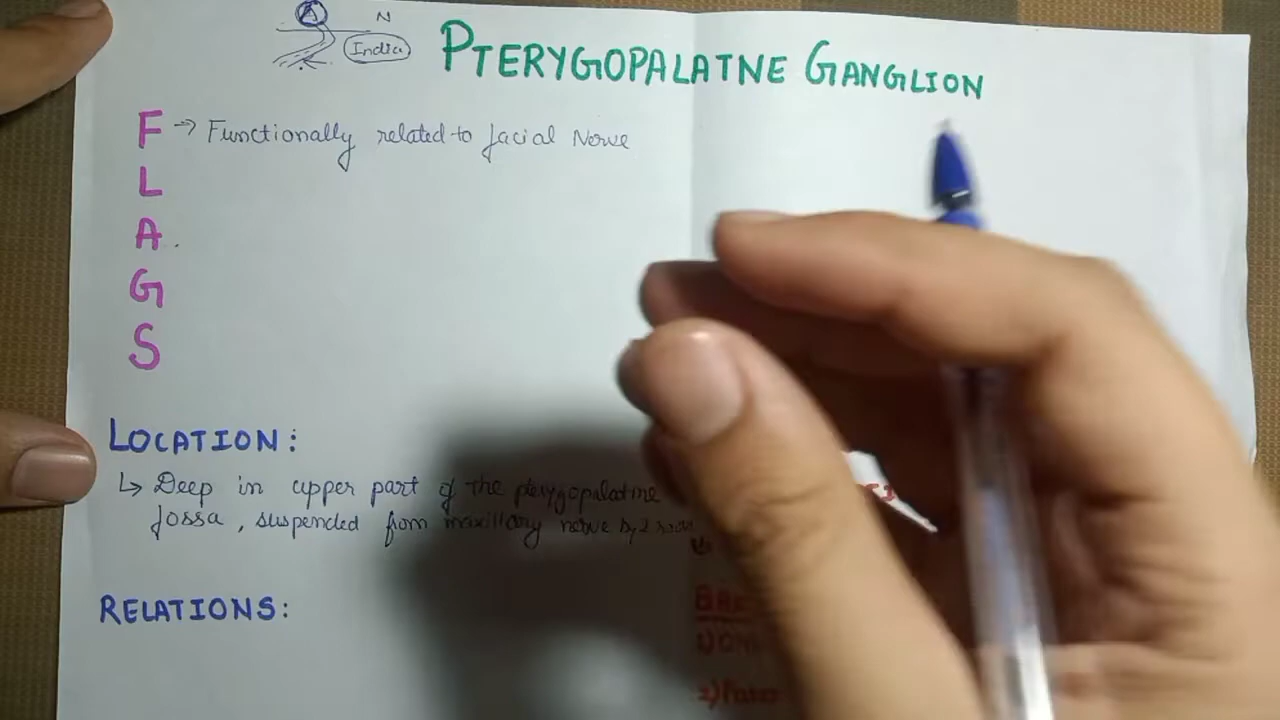 A
N
India
PTERYGOPALATNE GANGLION
F → Functionally related to facial Nerve
L
A
G
S
LOCATION:
↳ Deep in upper part of the pterygopalatine
fossa, suspended from maxillary nerve by 2
RELATIONS: